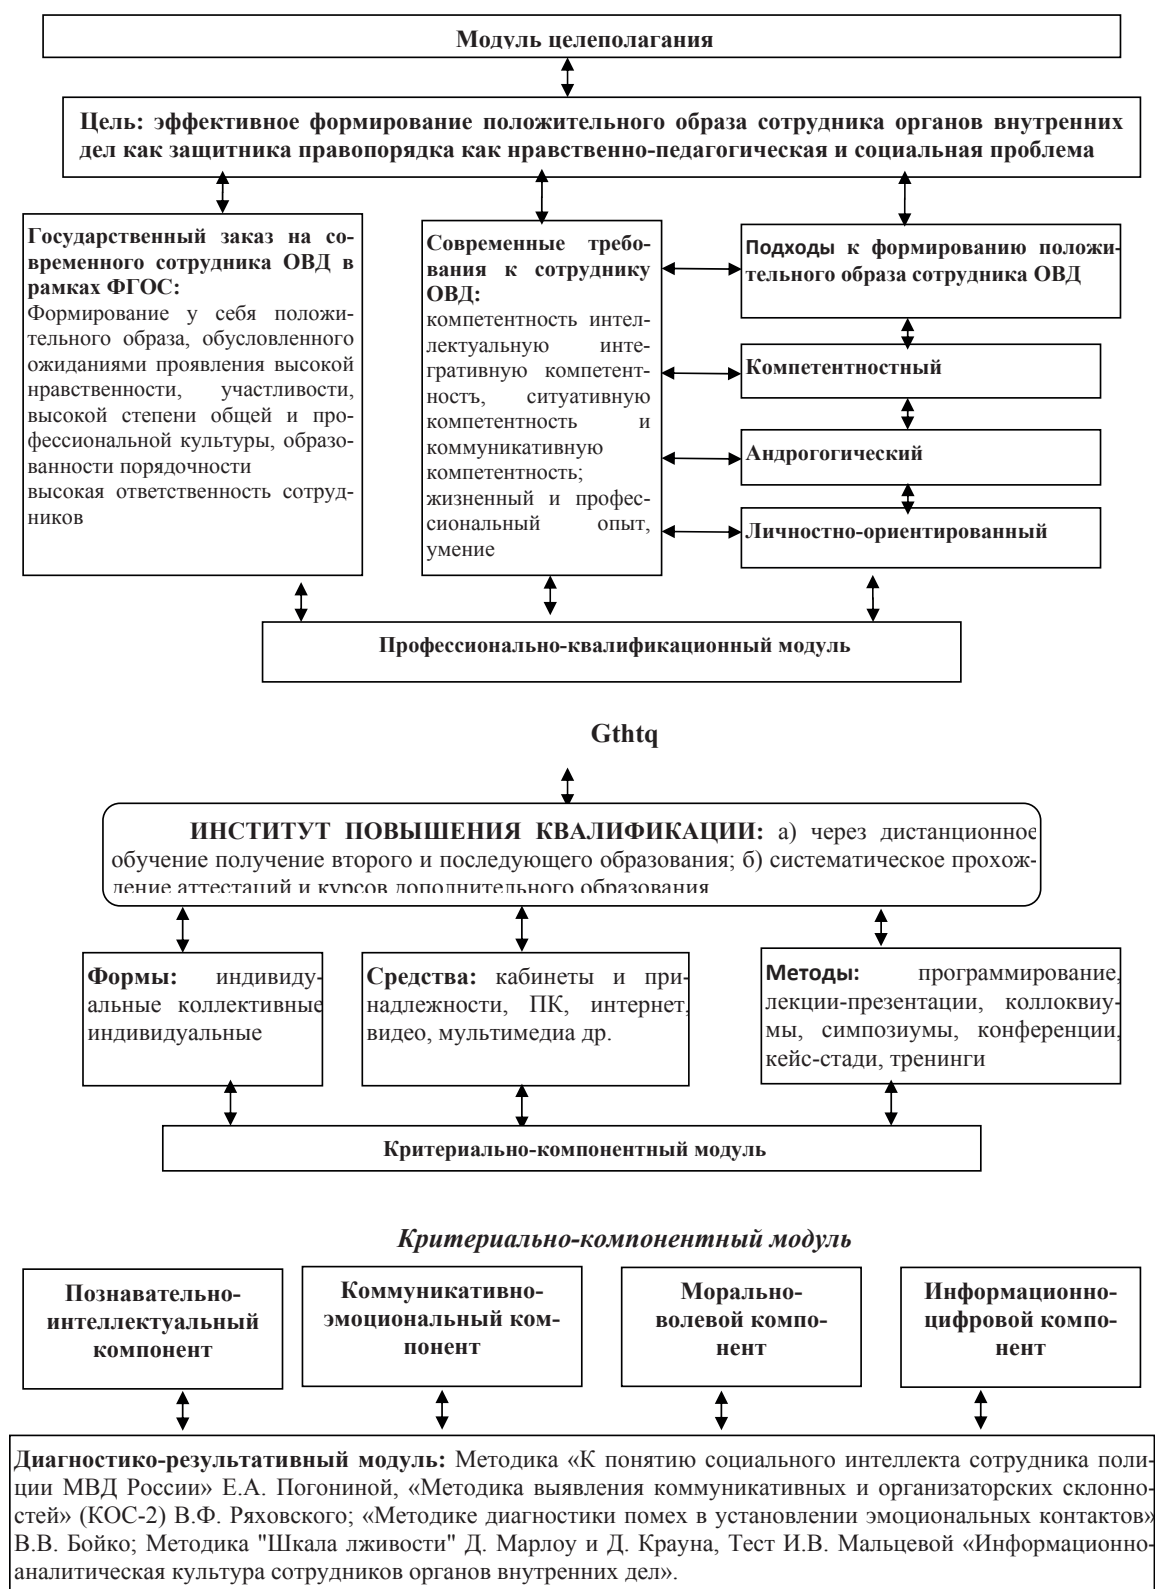 Модуль целеполагания
Цель: эффективное формирование положительного образа сотрудника органов внутренних
дел как защитника правопорядка как нравственно-педагогическая и социальная проблема
Государственный заказ на со-
временного сотрудника ОВД в
рамках ФГОС:
Формирование у себя положи-
тельного образа, обусловленного
ожиданиями проявления высокой
нравственности, участливости,
высокой степени общей и про-
фессиональной культуры, образо-
ванности порядочности
высокая ответственность сотруд-
ников
Современные требо-
вания к сотруднику
ОВД:
компетентность интел-
лектуальную инте-
гративную компетент-
ность, ситуативную
компетентность и
коммуникативную
компетентность;
жизненный и профес-
сиональный опыт,
умение
Подходы к формированию положи-
тельного образа сотрудника ОВД
Компетентностный
Андрогогический
Личностно-ориентированный
Профессионально-квалификационный модуль
Gthtq
ИНСТИТУТ ПОВЫШЕНИЯ КВАЛИФИКАЦИИ: а) через дистанционное
обучение получение второго и последующего образования; б) систематическое прохож-
дение аттестаций и курсов дополнительного образования
Формы: индивиду-
альные коллективные
индивидуальные
Средства: кабинеты и при-
надлежности, ПК, интернет,
видео, мультимедиа др.
Методы: программирование,
лекции-презентации, коллоквиу-
мы, симпозиумы, конференции,
кейс-стади, тренинги
Критериально-компонентный модуль
Критериально-компонентный модуль
Познавательно-
интеллектуальный
компонент
Коммуникативно-
эмоциональный ком-
понент
Морально-
волевой компо-
нент
Информационно-
цифровой компо-
нент
Диагностико-результативный модуль: Методика «К понятию социального интеллекта сотрудника поли-
ции МВД России» Е.А. Погониной, «Методика выявления коммуникативных и организаторских склонно-
стей» (КОС-2) В.Ф. Ряховского; «Методике диагностики помех в установлении эмоциональных контактов»
В.В. Бойко; Методика "Шкала лживости" Д. Марлоу и Д. Крауна, Тест И.В. Мальцевой «Информационно-
аналитическая культура сотрудников органов внутренних дел».